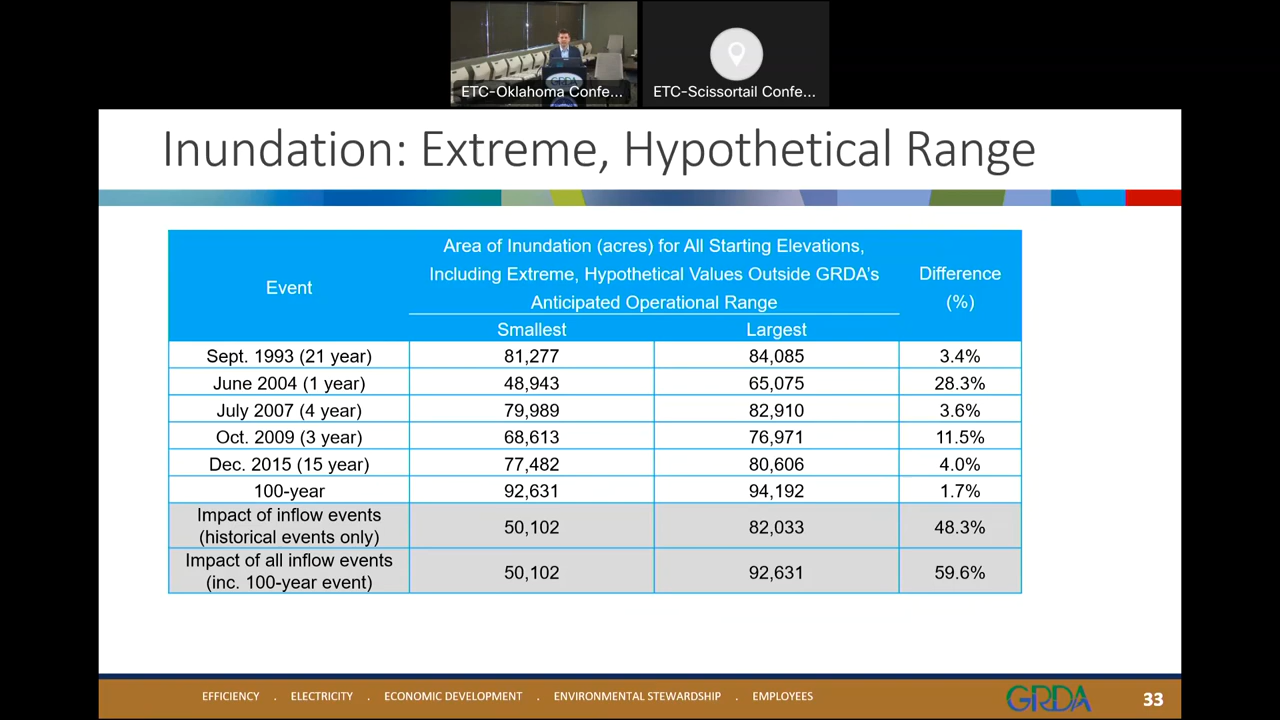 GRDA
ETC-Oklahoma Confe...
ETC-Scissortail Confe...
Inundation: Extreme, Hypothetical Range
Event
Area of Inundation (acres) for All Starting Elevations,
Including Extreme, Hypothetical Values Outside GRDA's
Anticipated Operational Range
Difference
(%)
Smallest
Largest
Sept. 1993 (21 year) 81,277 84,085 3.4%
June 2004 (1 year) 48,943 65,075 28.3%
July 2007 (4 year) 79,989 82,910 3.6%
Oct. 2009 (3 year) 68,613 76,971 11.5%
Dec. 2015 (15 year) 77,482 80,606 4.0%
100-year 92,631 94,192 1.7%
Impact of inflow events
(historical events only) 50,102 82,033 48.3%
Impact of all inflow events
(inc. 100-year event) 50,102 92,631 59.6%
EFFICIENCY . ELECTRICITY . ECONOMIC DEVELOPMENT . ENVIRONMENTAL STEWARDSHIP . EMPLOYEES
GRDA
33